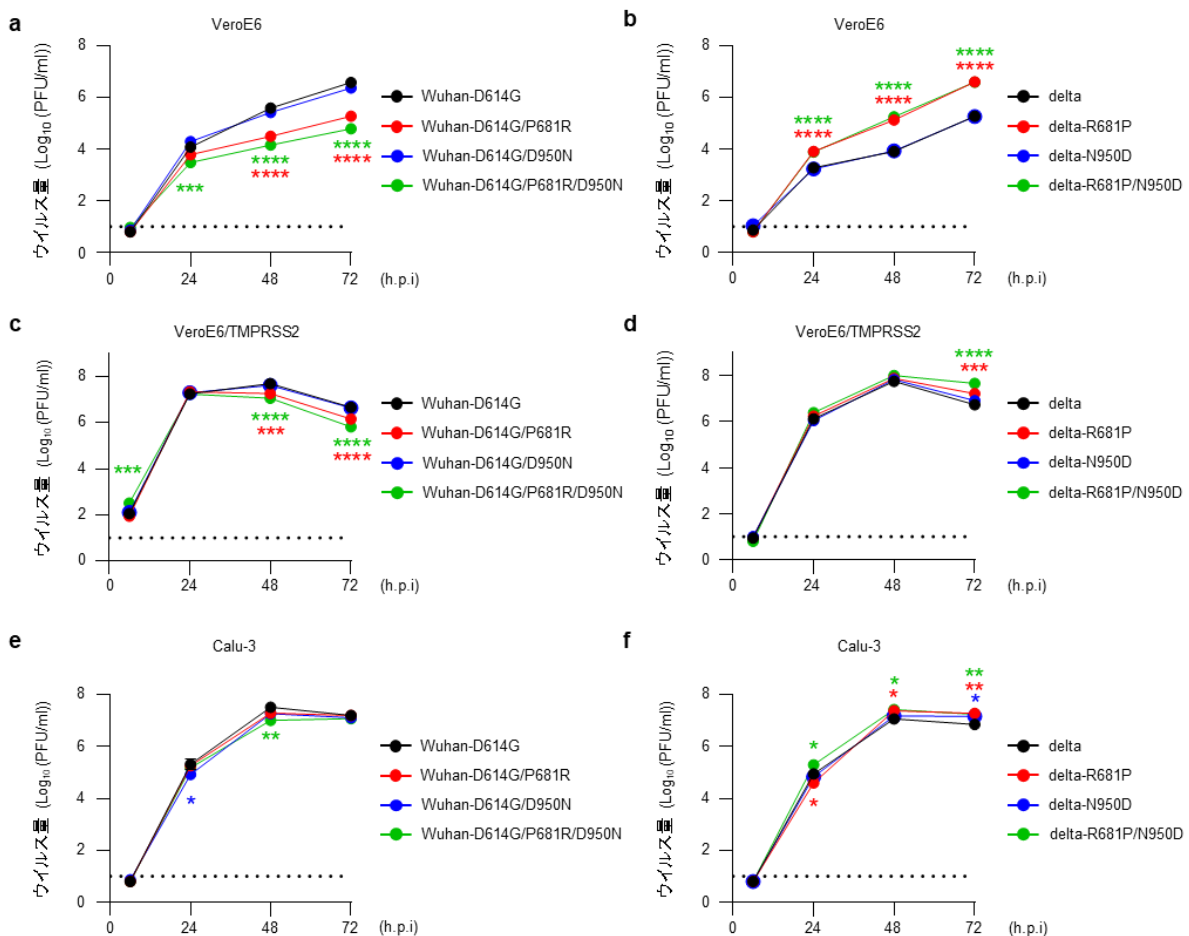 a
VeroE6
ウイルス量 (Log₁₀ (PFU/ml))
8
6
4
2
0
0 24 48 72 (h.p.i)
*** **** **** **** ****
Wuhan-D614G
Wuhan-D614G/P681R
Wuhan-D614G/D950N
Wuhan-D614G/P681R/D950N
b
VeroE6
ウイルス量 (Log₁₀ (PFU/ml))
8
6
4
2
0
0 24 48 72 (h.p.i)
**** **** **** **** **** ****
delta
delta-R681P
delta-N950D
delta-R681P/N950D
c
VeroE6/TMPRSS2
ウイルス量 (Log₁₀ (PFU/ml))
8
6
4
2
0
0 24 48 72 (h.p.i)
*** **** *** **** ****
Wuhan-D614G
Wuhan-D614G/P681R
Wuhan-D614G/D950N
Wuhan-D614G/P681R/D950N
d
VeroE6/TMPRSS2
ウイルス量 (Log₁₀ (PFU/ml))
8
6
4
2
0
0 24 48 72 (h.p.i)
**** ***
delta
delta-R681P
delta-N950D
delta-R681P/N950D
e
Calu-3
ウイルス量 (Log₁₀ (PFU/ml))
8
6
4
2
0
0 24 48 72 (h.p.i)
* **
Wuhan-D614G
Wuhan-D614G/P681R
Wuhan-D614G/D950N
Wuhan-D614G/P681R/D950N
f
Calu-3
ウイルス量 (Log₁₀ (PFU/ml))
8
6
4
2
0
0 24 48 72 (h.p.i)
* * * * ** ** *
delta
delta-R681P
delta-N950D
delta-R681P/N950D